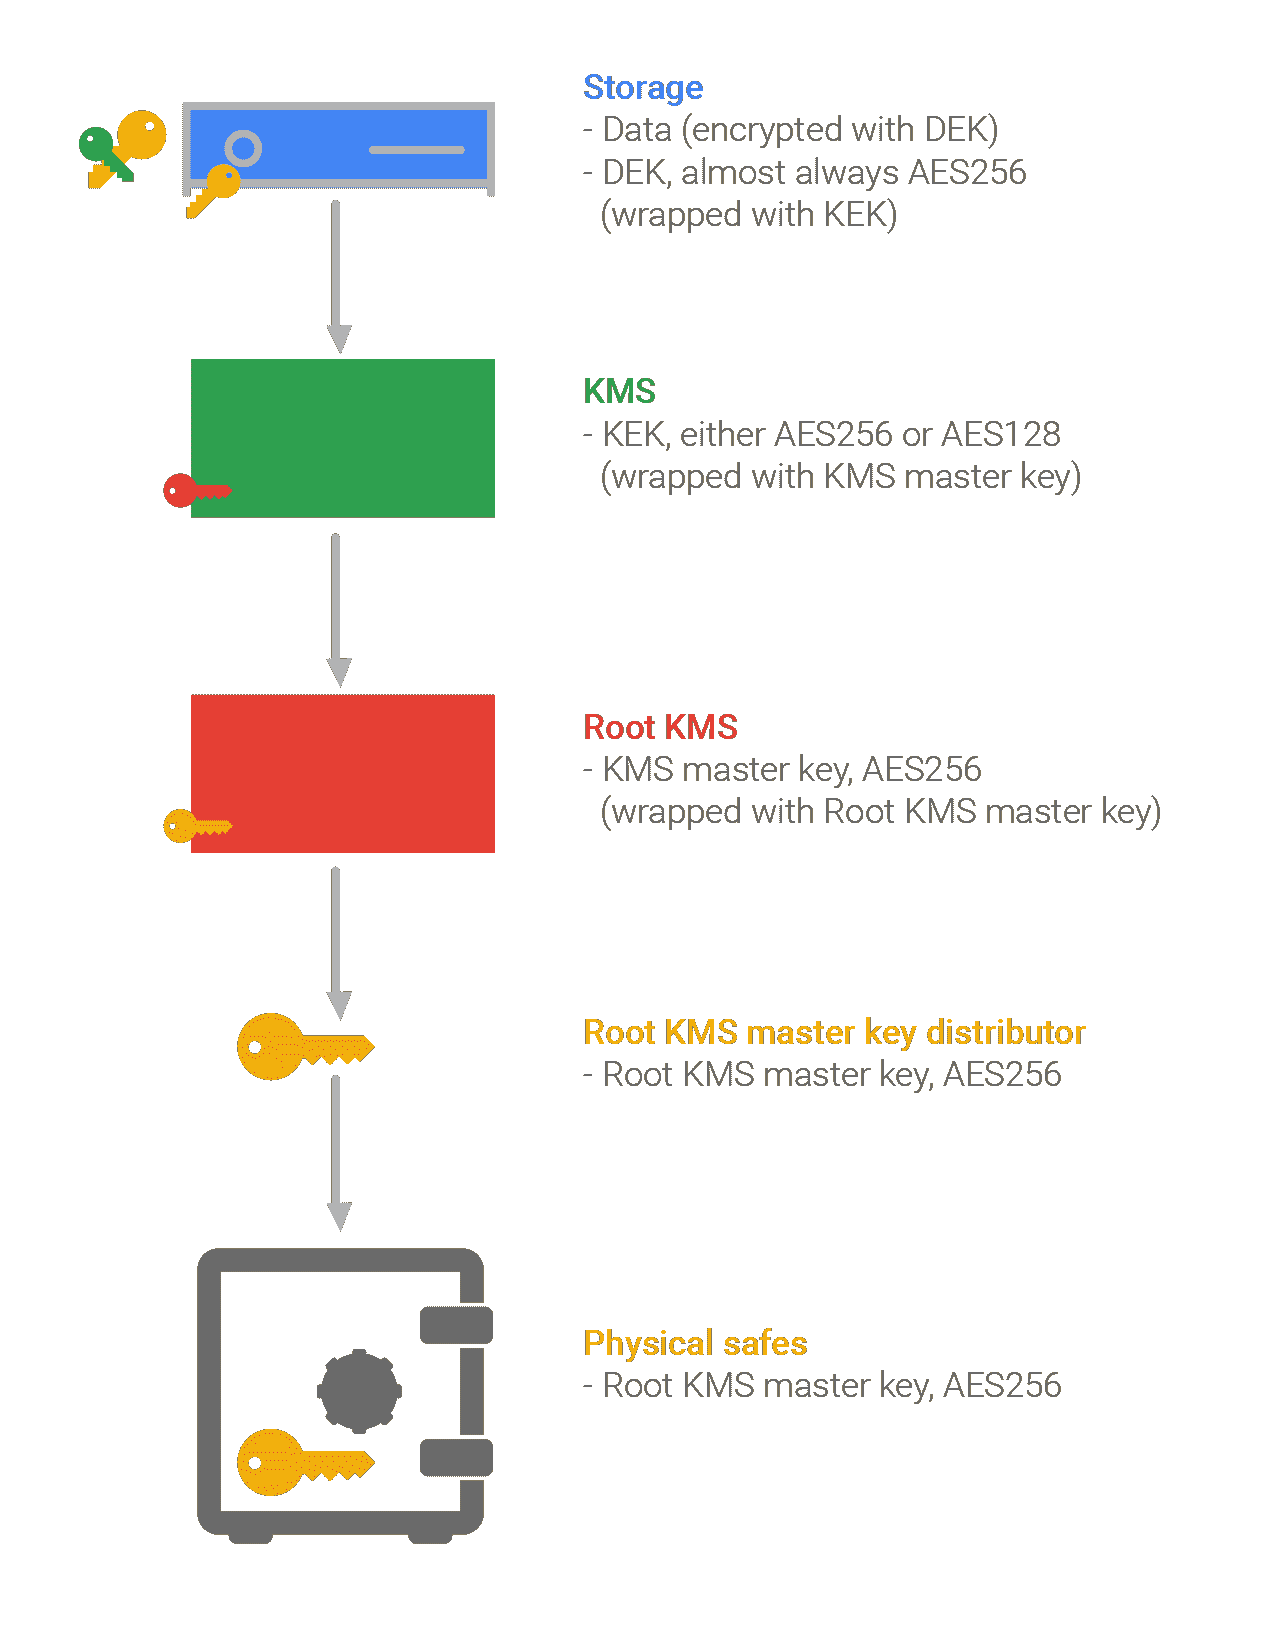 Storage
- Data (encrypted with DEK)
- DEK, almost always AES256
(wrapped with KEK)
KMS
- KEK, either AES256 or AES128
(wrapped with KMS master key)
Root KMS
- KMS master key, AES256
(wrapped with Root KMS master key)
Root KMS master key distributor
- Root KMS master key, AES256
Physical safes
- Root KMS master key, AES256